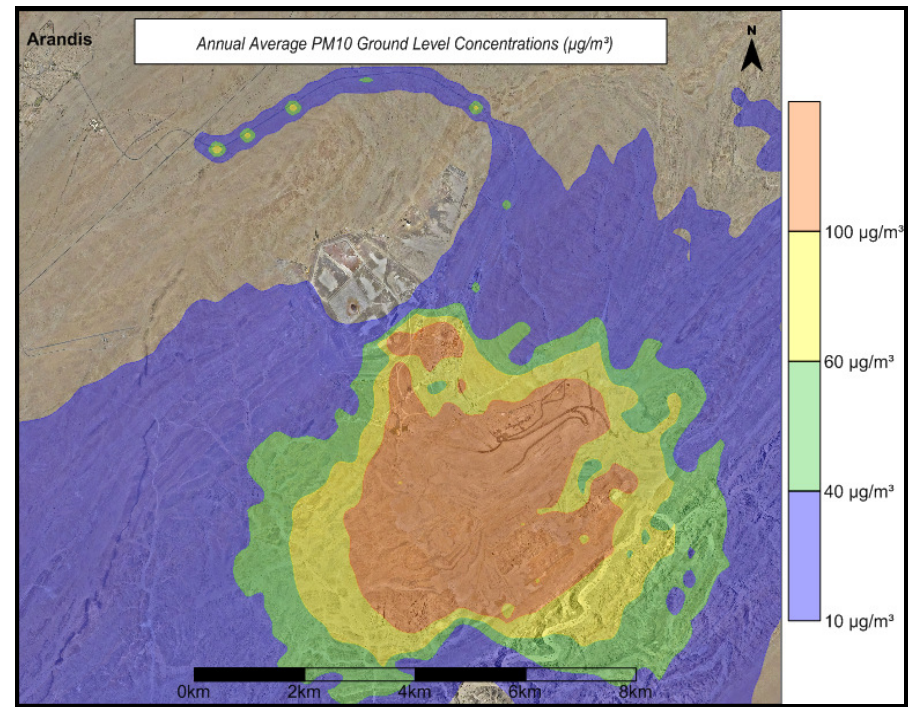 Arandis
Annual Average PM10 Ground Level Concentrations (µg/m³)
N
100 µg/m³
60 µg/m³
40 µg/m³
10 µg/m³
0km 2km 4km 6km 8km